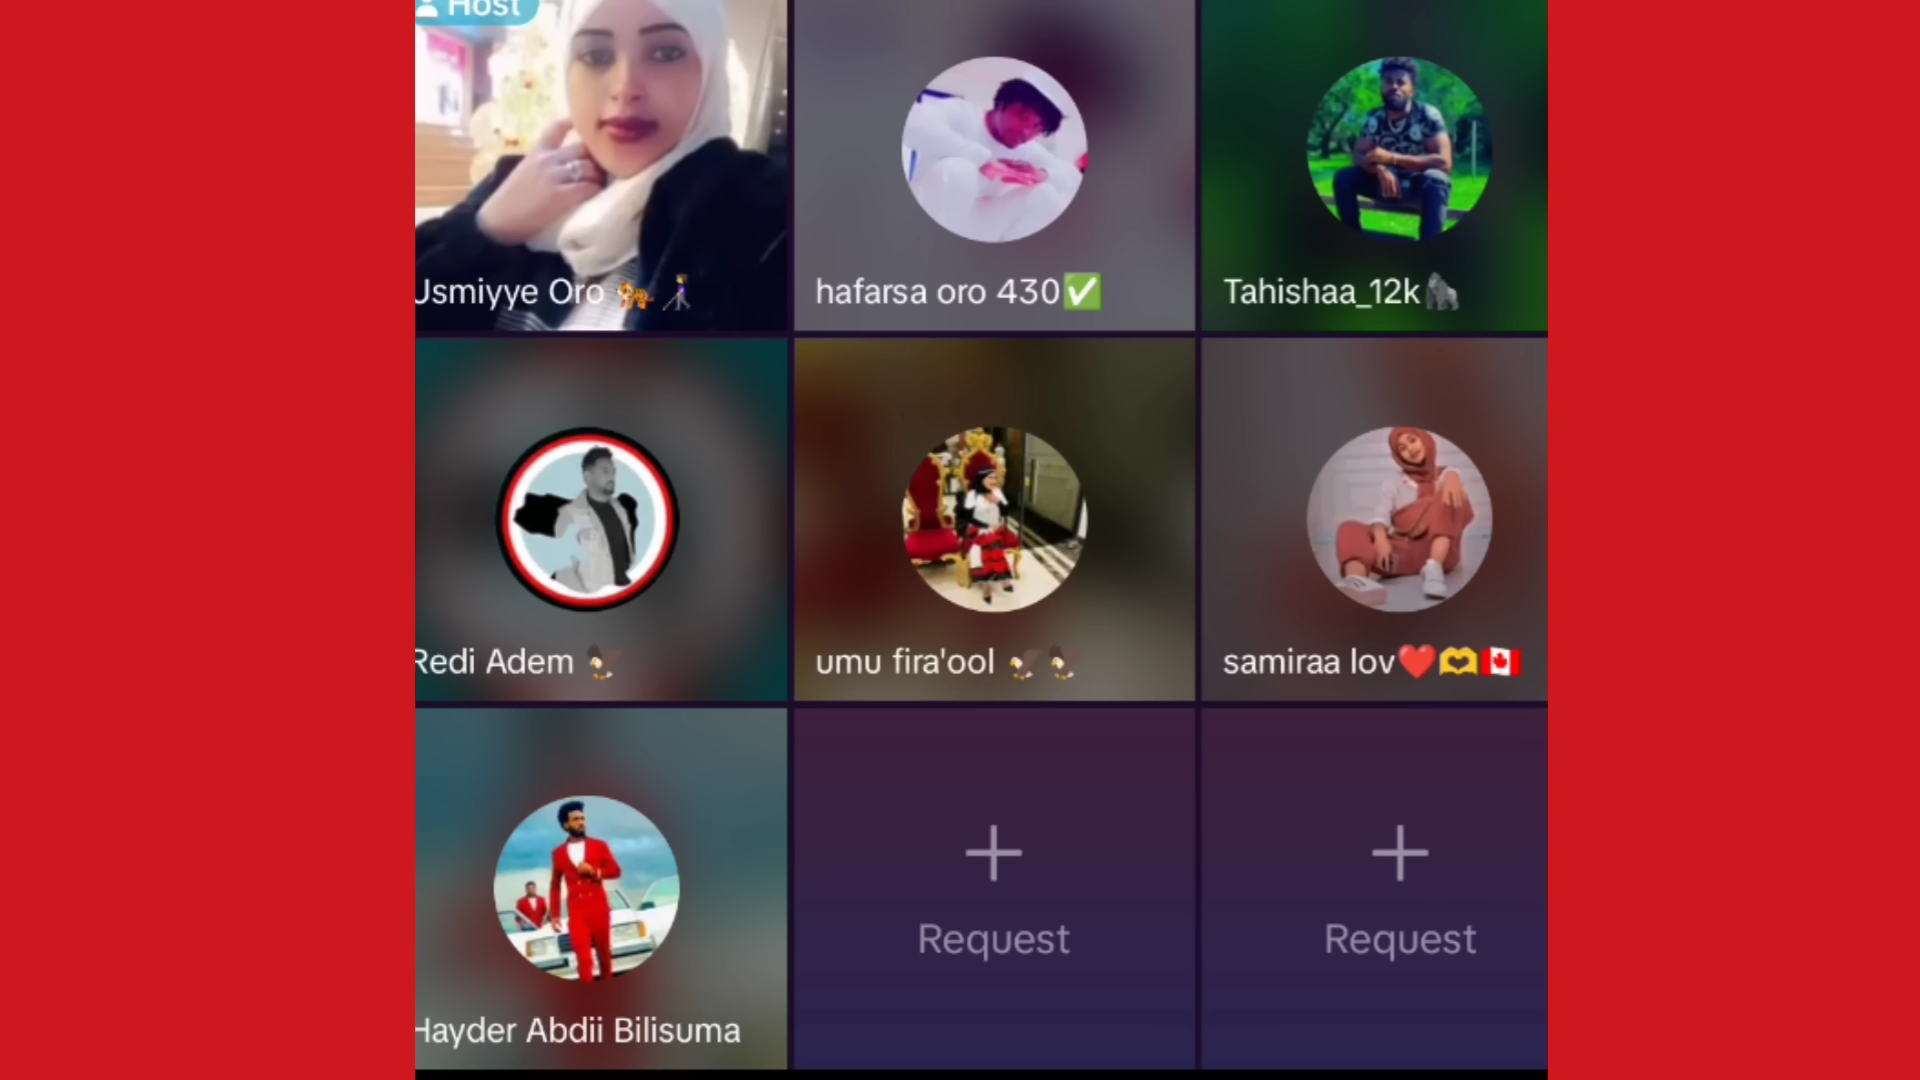 Host
Usmiyye Oro 🐅👩‍🦯
hafarsa oro 430✅
Tahishaa_12k🦍
Redi Adem 🦅
umu fira'ool 🦅🦅
samiraa lov❤️🫶🇨🇦
Hayder Abdii Bilisuma
Request
Request